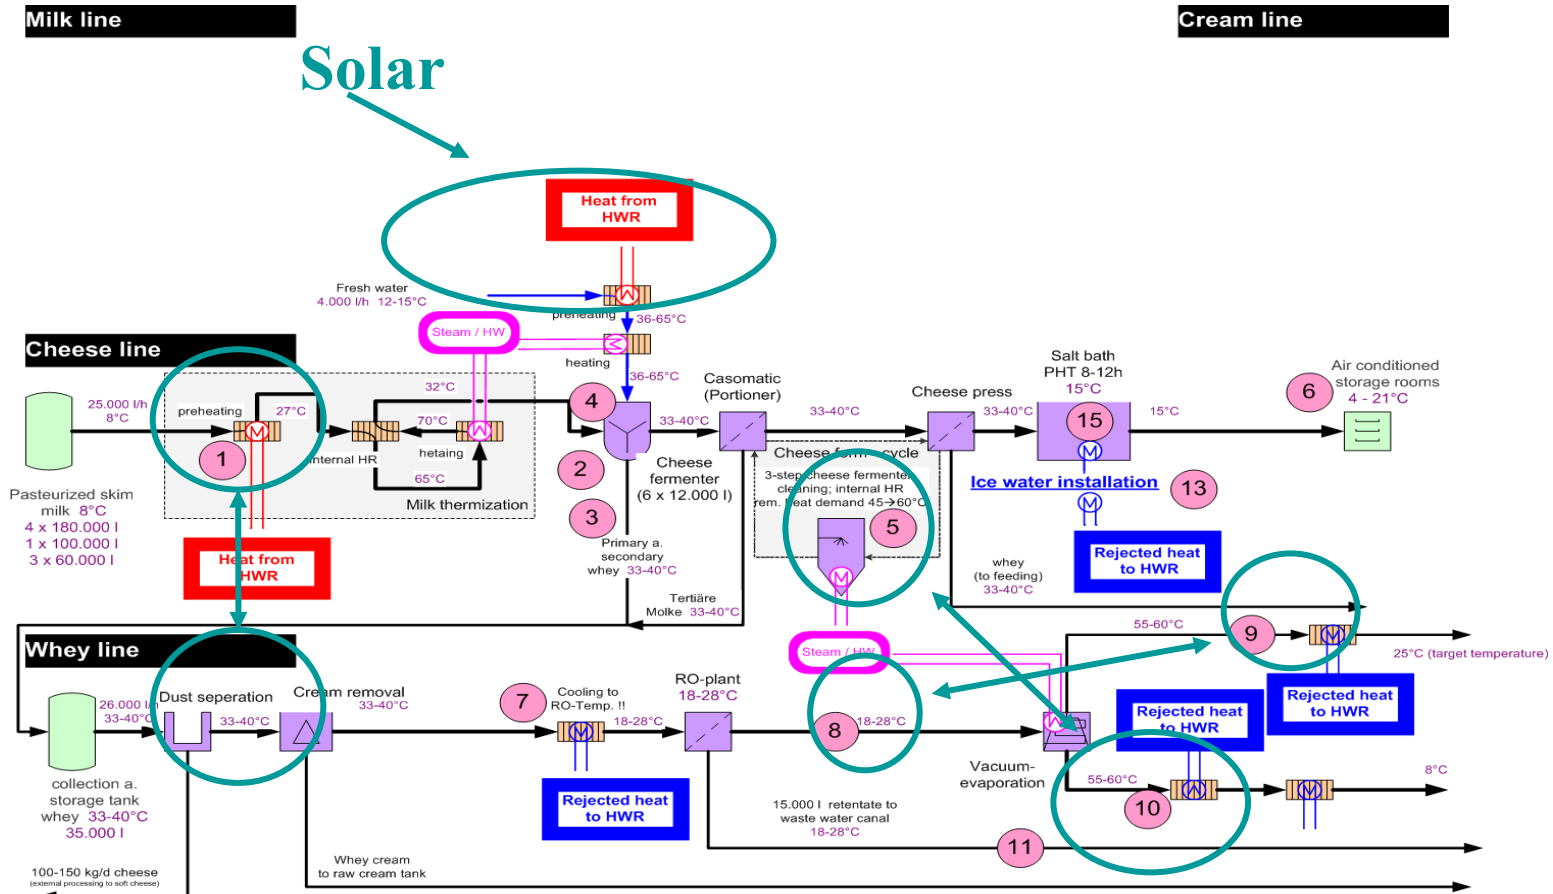 Milk line
Cream line
Solar
Heat from
HWR
Fresh water
4.000 l/h 12-15°C
preheating
36-65°C
Steam / HW
heating
36-65°C
Cheese line
25.000 l/h
8°C
preheating
27°C
1
32°C
70°C
internal HR
hetaing
65°C
Milk thermization
Pasteurized skim
milk 8°C
4 x 180.000 l
1 x 100.000 l
3 x 60.000 l
Heat from
HWR
4
2
3
33-40°C
Cheese
fermenter
(6 x 12.000 l)
Primary a.
secondary
whey 33-40°C
Tertiäre
Molke 33-40°C
Casomatic
(Portioner)
33-40°C
Cheese press
33-40°C
Salt bath
PHT 8-12h
15°C
15
15°C
6
Air conditioned
storage rooms
4 - 21°C
Ice water installation
13
Rejected heat
to HWR
Cheese form cycle
3-step cheese fermenter
cleaning; internal HR
rem. heat demand 45→60°C
5
whey
(to feeding)
33-40°C
Steam / HW
55-60°C
9
25°C (target temperature)
Rejected heat
to HWR
Whey line
26.000 l/h
33-40°C
Dust seperation
33-40°C
Cream removal
33-40°C
7
Cooling to
RO-Temp. !!
18-28°C
Rejected heat
to HWR
RO-plant
18-28°C
8
18-28°C
Vacuum-
evaporation
Rejected heat
to HWR
55-60°C
10
8°C
collection a.
storage tank
whey 33-40°C
35.000 l
15.000 l retentate to
waste water canal
18-28°C
11
Whey cream
to raw cream tank
100-150 kg/d cheese
(external processing to soft cheese)